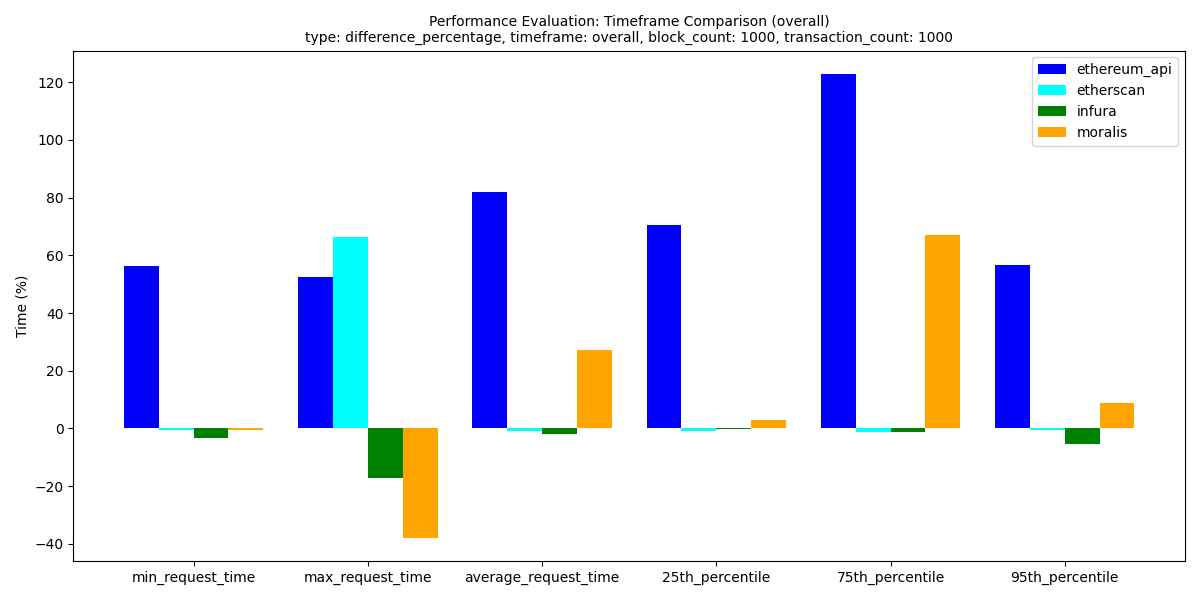 Performance Evaluation: Timeframe Comparison (overall)
type: difference_percentage, timeframe: overall, block_count: 1000, transaction_count: 1000
ethereum_api
etherscan
infura
moralis
Time (%)
120
100
80
60
40
20
0
−20
−40
min_request_time
max_request_time
average_request_time
25th_percentile
75th_percentile
95th_percentile